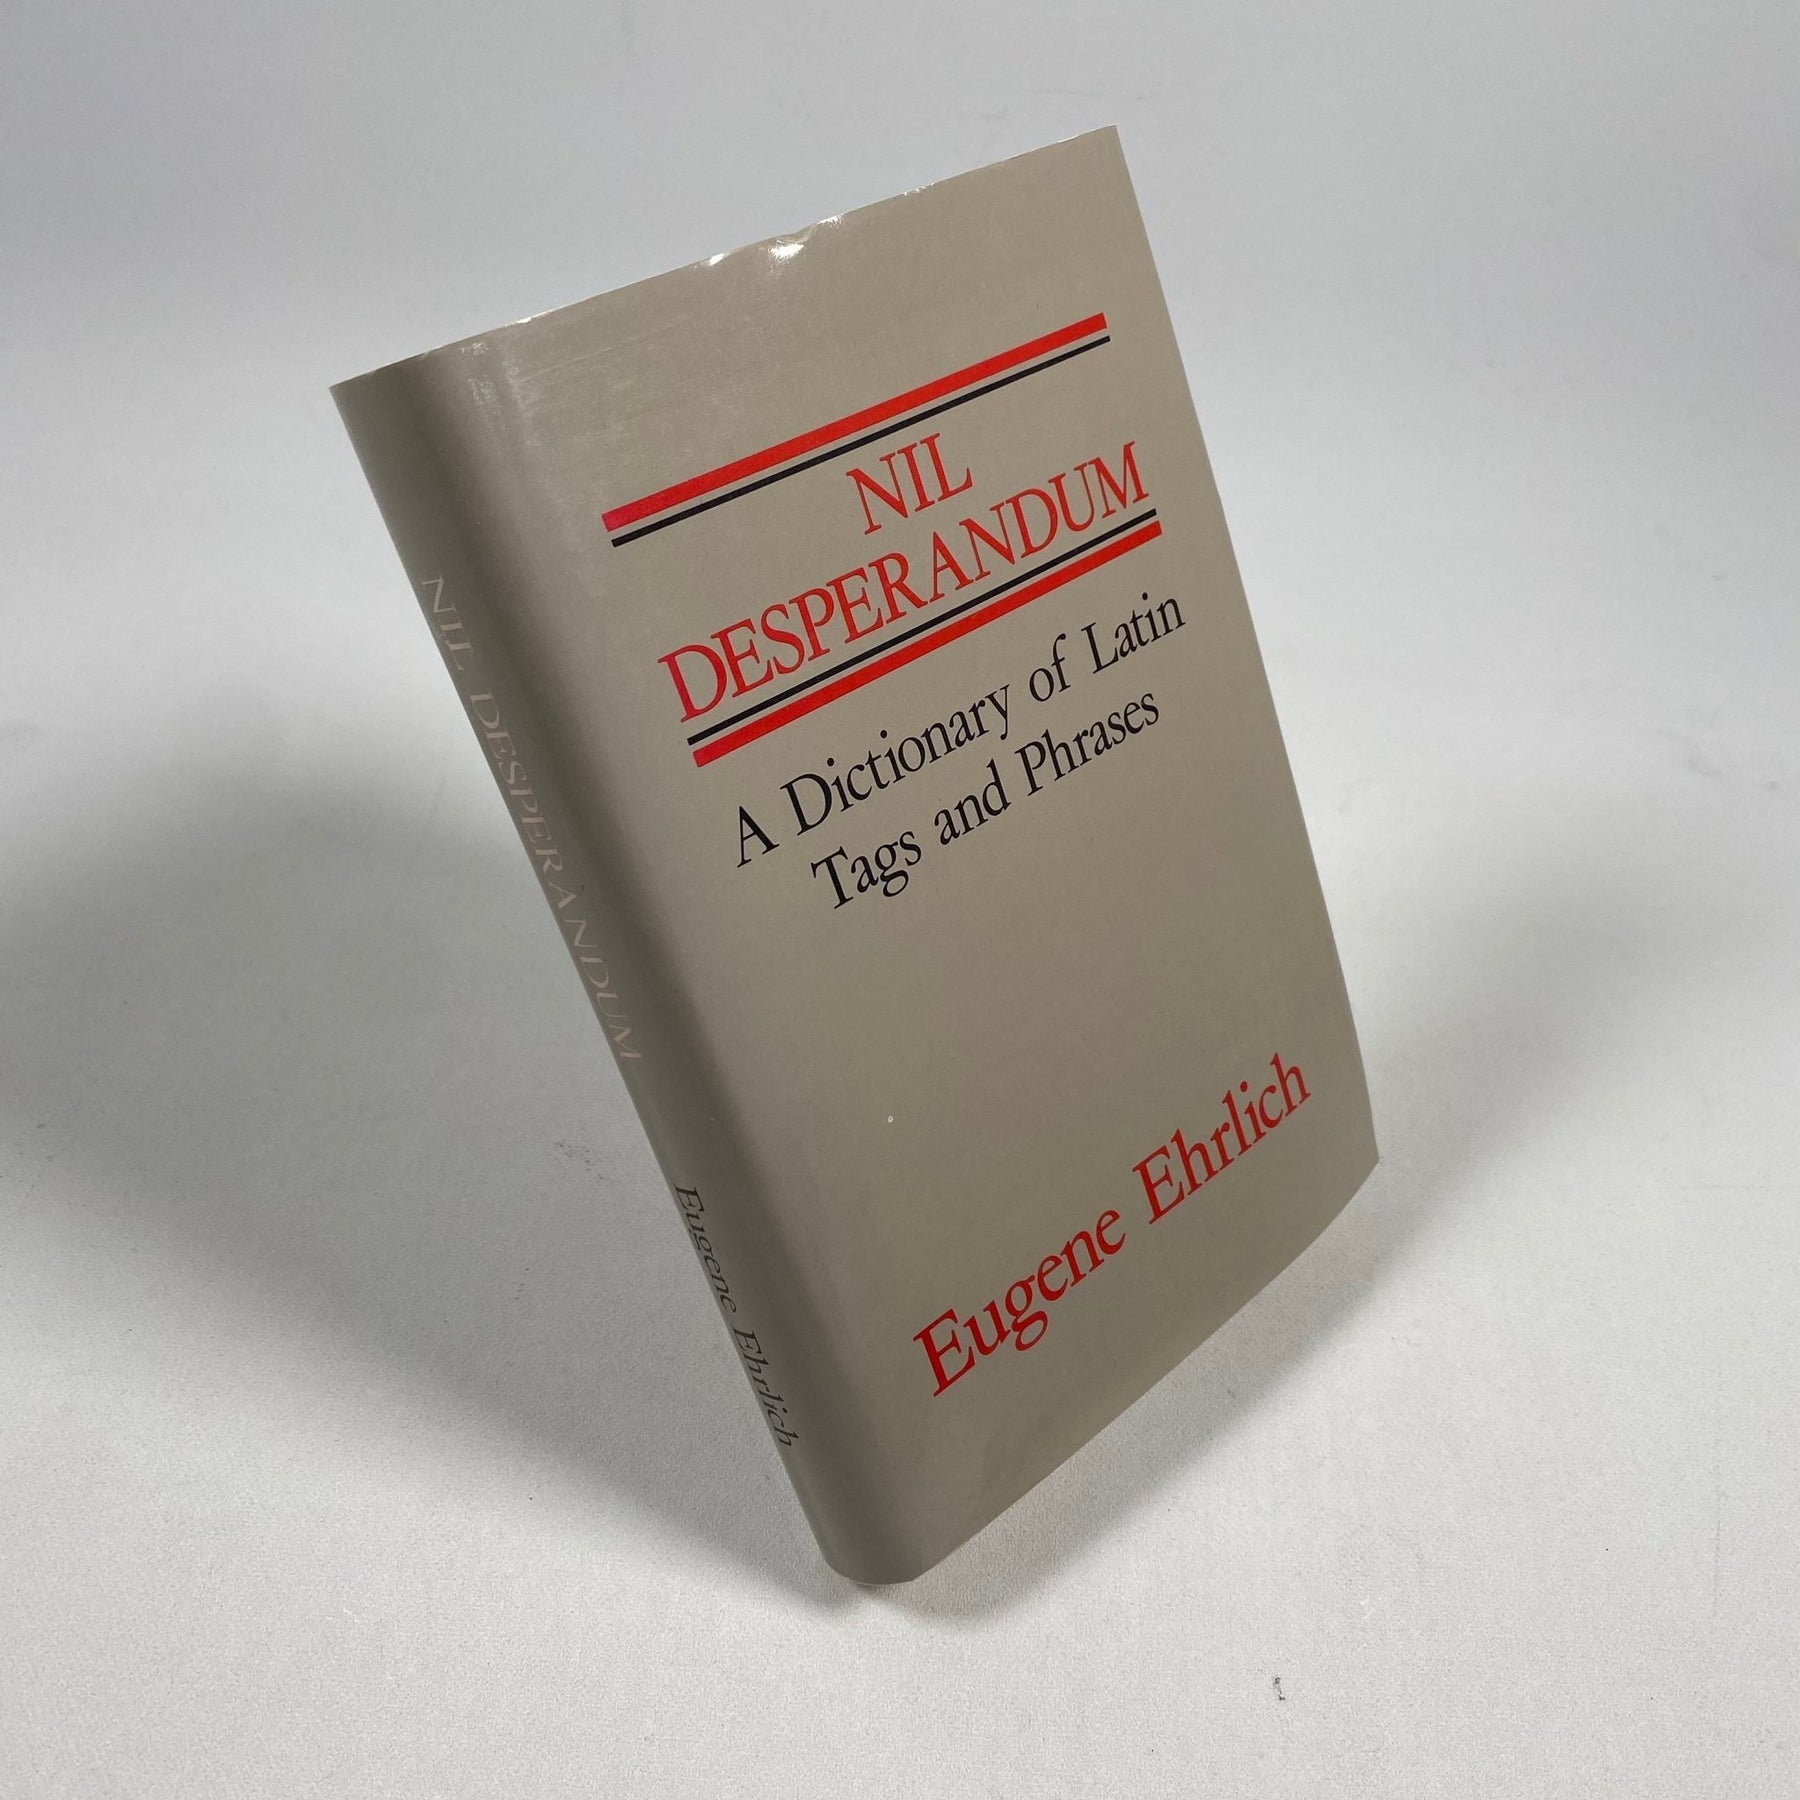 NIL
DESPERANDUM
A Dictionary of Latin
Tags and Phrases
Eugene Ehrlich
NIL DESPERANDUM
Eugene Ehrlich